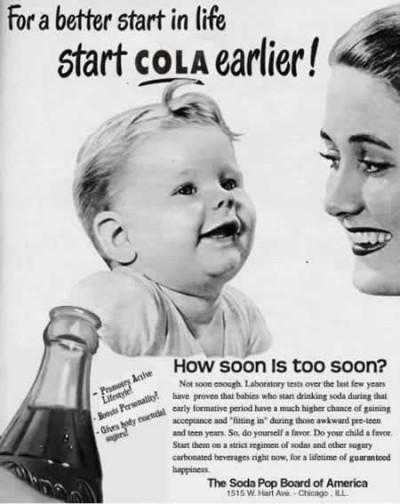 For a better start in life
start COLA earlier!
How soon is too soon?
Not soon enough. Laboratory tests over the last few years
have proven that babies who start drinking soda during that
early formative period have a much higher chance of gaining
acceptance and "fitting in" during those awkward pre-teen
and teen years. So, do yourself a favor. Do your child a favor.
Start them on a strict regimen of sodas and other sugary
carbonated beverages right now, for a lifetime of guaranteed
happiness.
- Promotes Active
Lifestyle!
- Boosts Personality!
- Gives body essential
sugars!
The Soda Pop Board of America
1515 W. Hart Ave. - Chicago, ILL.